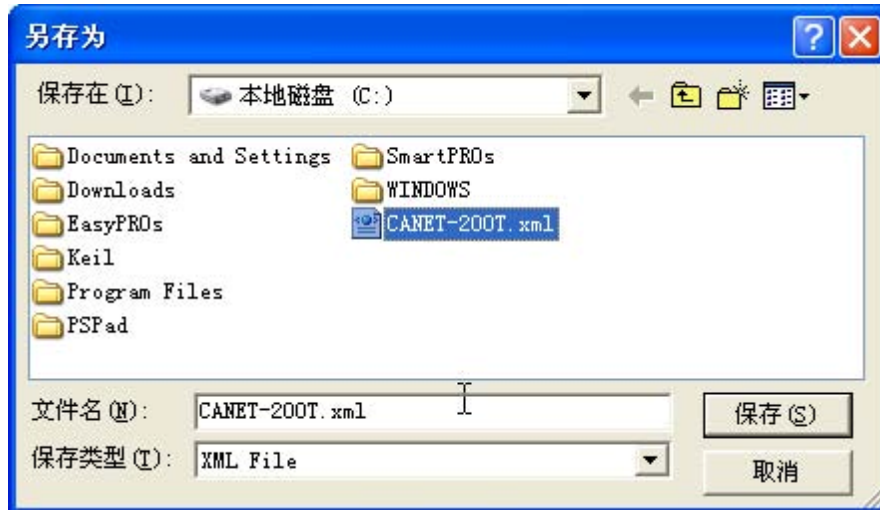 另存为
保存在(I): 本地磁盘 (C:)
Documents and Settings SmartPROs
Downloads WINDOWS
EasyPROs CANET-200T.xml
Keil
Program Files
PSPad
文件名(N): CANET-200T.xml 保存(S)
保存类型(T): XML File 取消